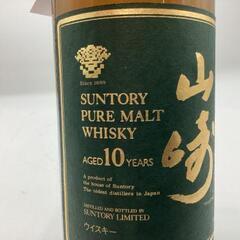 Since 1899
SUNTORY
PURE MALT
WHISKY
AGED 10 YEARS
A product of
the house of Suntory
The oldest distillers in Japan
DISTILLED AND BOTTLED BY
SUNTORY LIMITED
ウイスキー
山崎